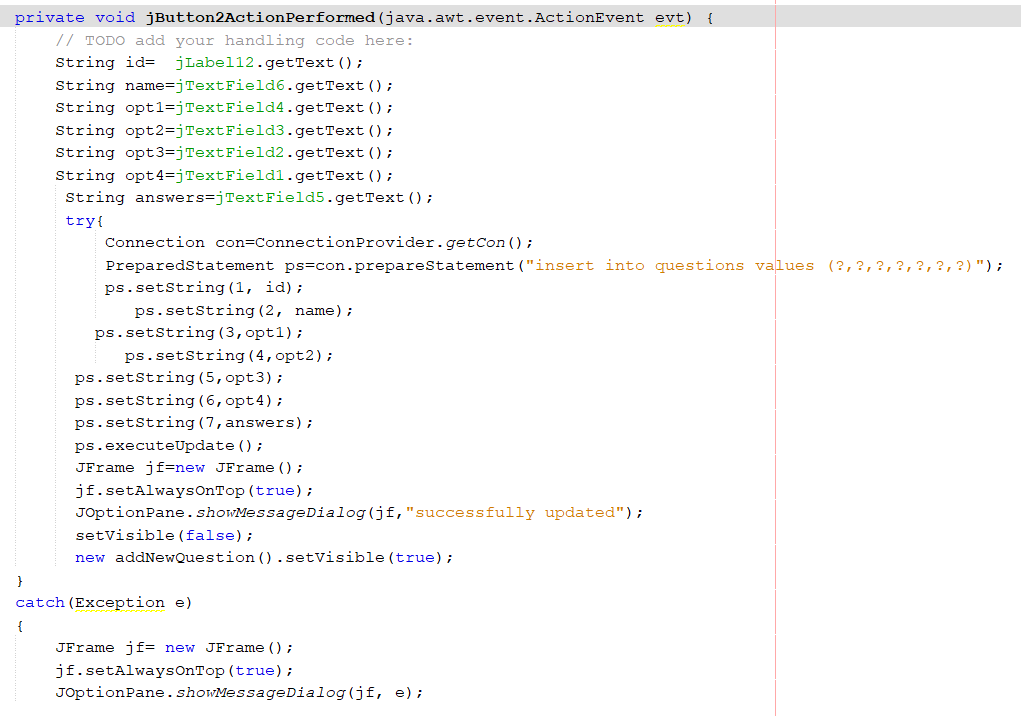 private void jButton2ActionPerformed(java.awt.event.ActionEvent evt) {
// TODO add your handling code here:
String id=  jLabel12.getText();
String name=jTextField6.getText();
String opt1=jTextField4.getText();
String opt2=jTextField3.getText();
String opt3=jTextField2.getText();
String opt4=jTextField1.getText();
String answers=jTextField5.getText();
try{
Connection con=ConnectionProvider.getCon();
PreparedStatement ps=con.prepareStatement("insert into questions values (?,?,?,?,?,?,?)");
ps.setString(1, id);
ps.setString(2, name);
ps.setString(3,opt1);
ps.setString(4,opt2);
ps.setString(5,opt3);
ps.setString(6,opt4);
ps.setString(7,answers);
ps.executeUpdate();
JFrame jf=new JFrame();
jf.setAlwaysOnTop(true);
JOptionPane.showMessageDialog(jf,"successfully updated");
setVisible(false);
new addNewQuestion().setVisible(true);
}
catch(Exception e)
{
JFrame jf= new JFrame();
jf.setAlwaysOnTop(true);
JOptionPane.showMessageDialog(jf, e);